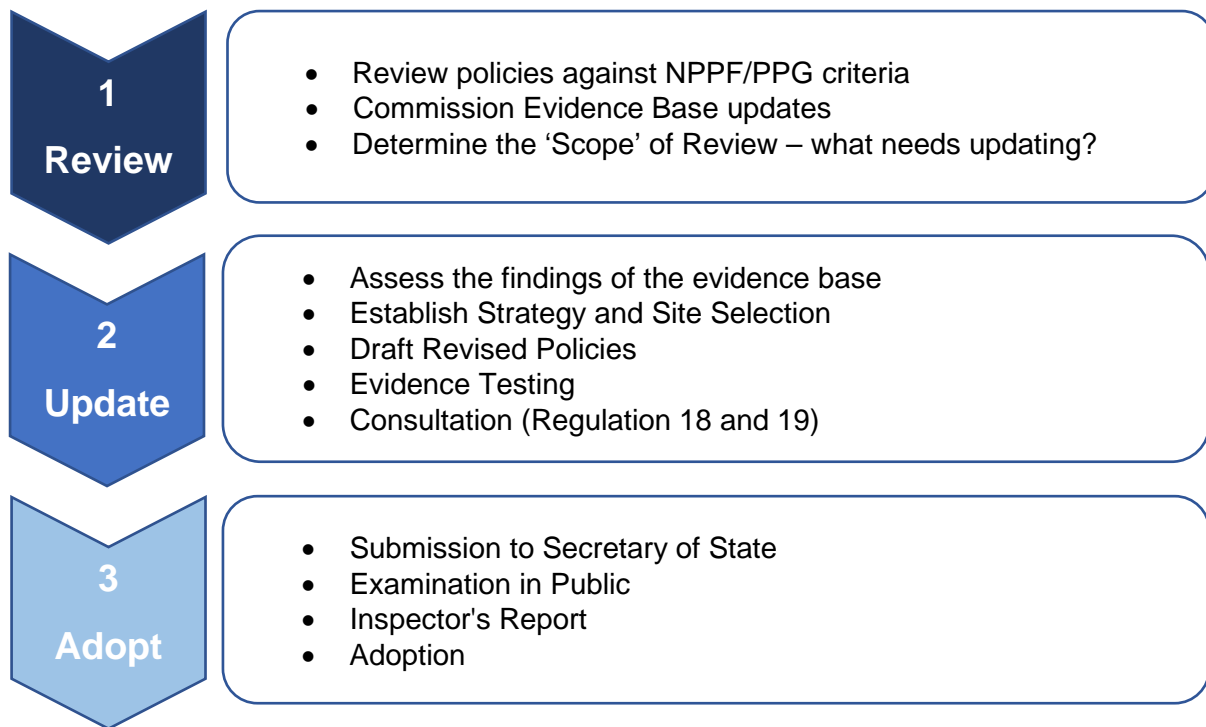 1
Review
• Review policies against NPPF/PPG criteria
• Commission Evidence Base updates
• Determine the ‘Scope’ of Review – what needs updating?
2
Update
• Assess the findings of the evidence base
• Establish Strategy and Site Selection
• Draft Revised Policies
• Evidence Testing
• Consultation (Regulation 18 and 19)
3
Adopt
• Submission to Secretary of State
• Examination in Public
• Inspector's Report
• Adoption